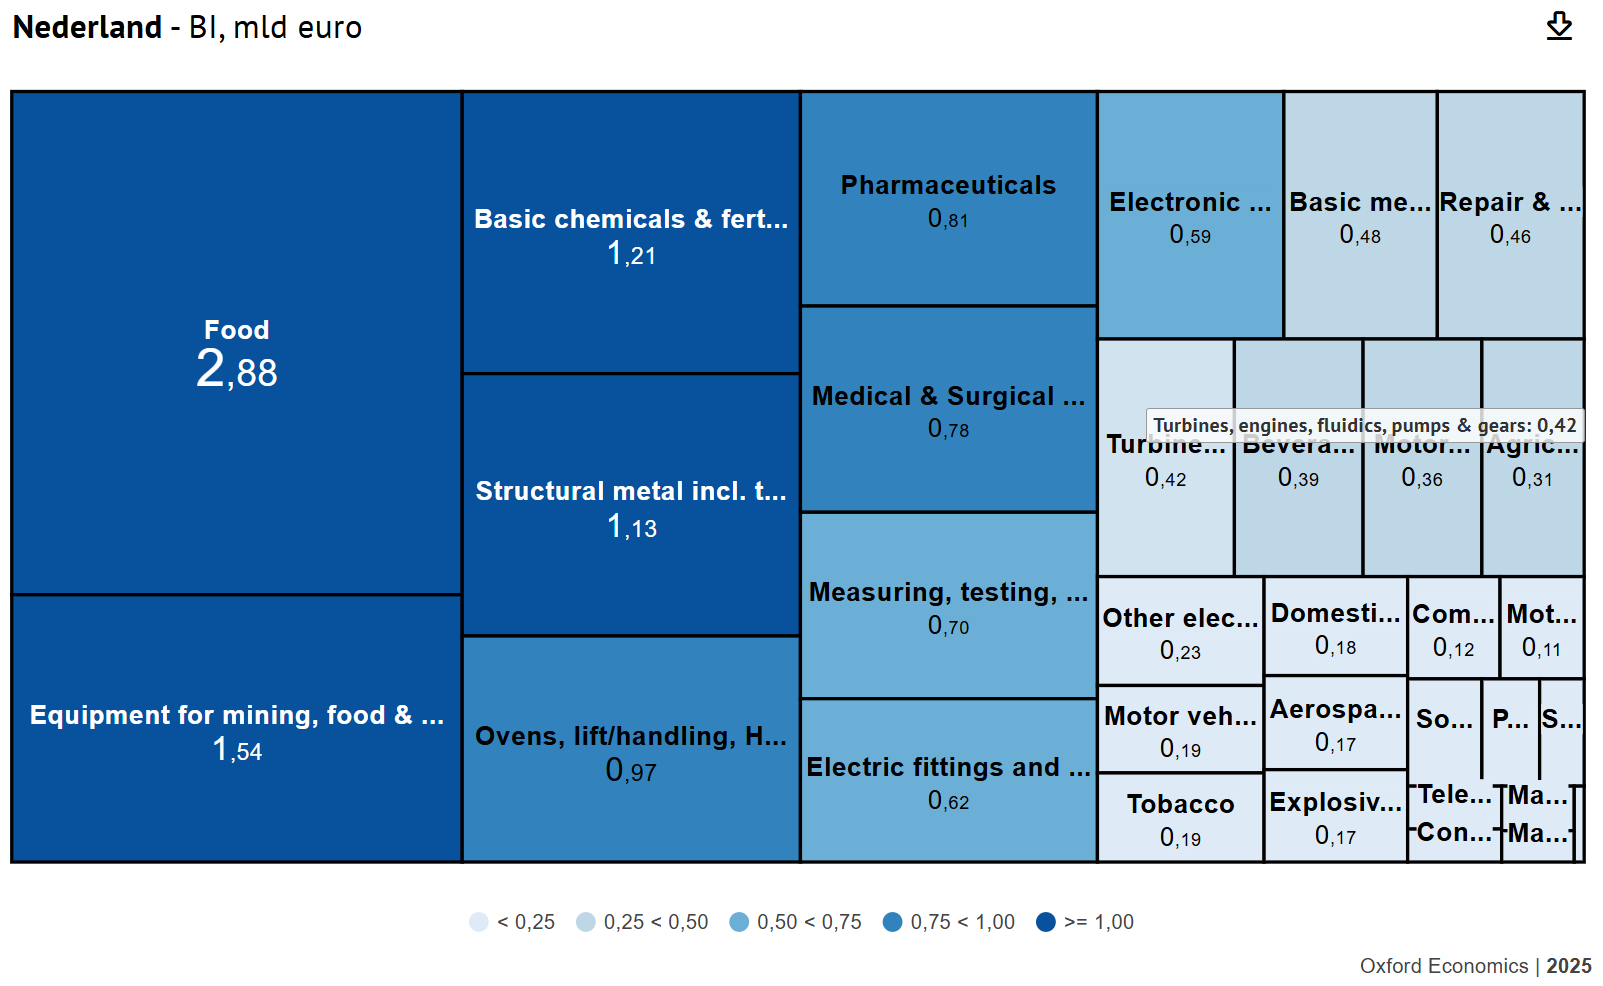 Nederland - BI, mld euro
Food
2,88
Equipment for mining, food & ...
1,54
Basic chemicals & fert...
1,21
Structural metal incl. t...
1,13
Ovens, lift/handling, H...
0,97
Pharmaceuticals
0,81
Medical & Surgical ...
0,78
Measuring, testing, ...
0,70
Electric fittings and ...
0,62
Electronic ...
0,59
Basic me...
0,48
Repair & ...
0,46
Turbines, engines, fluidics, pumps & gears: 0,42
Turbine...
0,42
Bevera...
0,39
Motor...
0,36
Agric...
0,31
Other elec...
0,23
Motor veh...
0,19
Tobacco
0,19
Domesti...
0,18
Aerospa...
0,17
Explosiv...
0,17
Com...
0,12
Mot...
0,11
So...
P...
S...
Tele...
Ma...
Con...
Ma...
< 0,25
0,25 < 0,50
0,50 < 0,75
0,75 < 1,00
>= 1,00
Oxford Economics | 2025